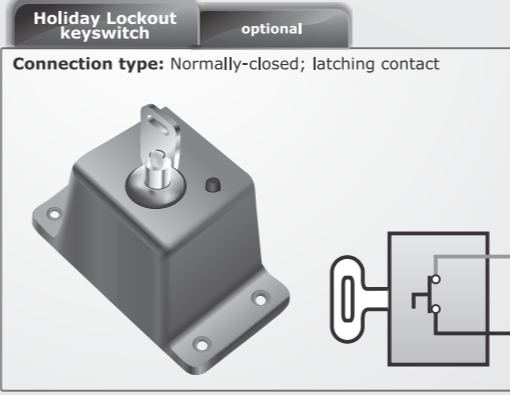 Holiday Lockout
keyswitch
optional
Connection type: Normally-closed; latching contact